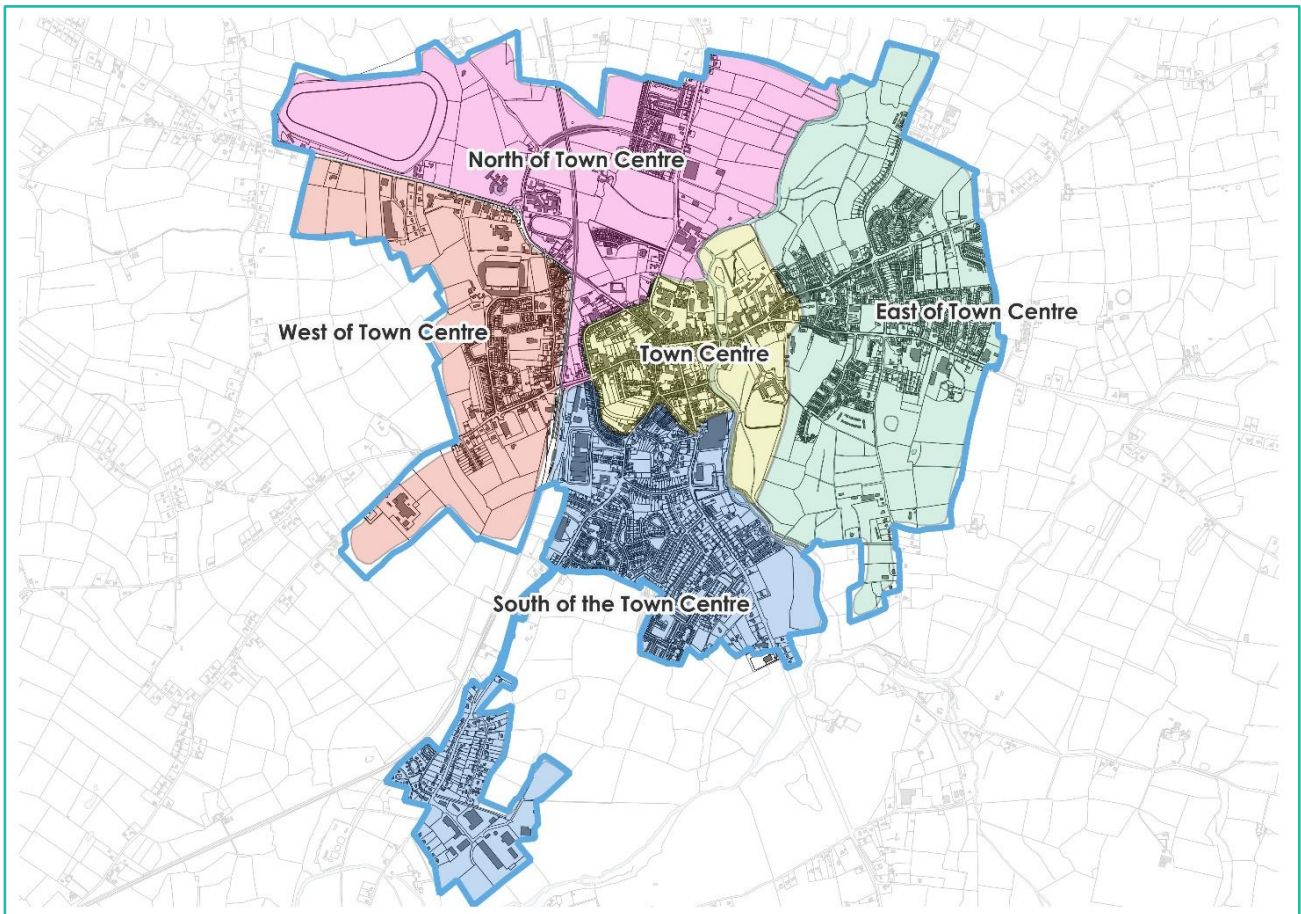 North of Town Centre
West of Town Centre
East of Town Centre
Town Centre
South of the Town Centre